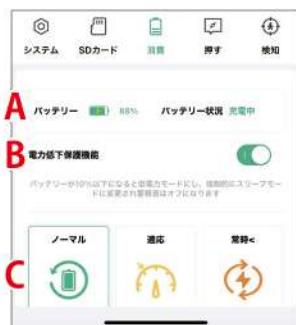 システム SDカード 消費 押す 検知
A バッテリー 88% バッテリー状況 充電中
B 電力低下保護機能
バッテリーが10%以下になると低電力モードにし、強制的にスリープモー
ドに変更され警報器はオフになります
C ノーマル 適応 常時<